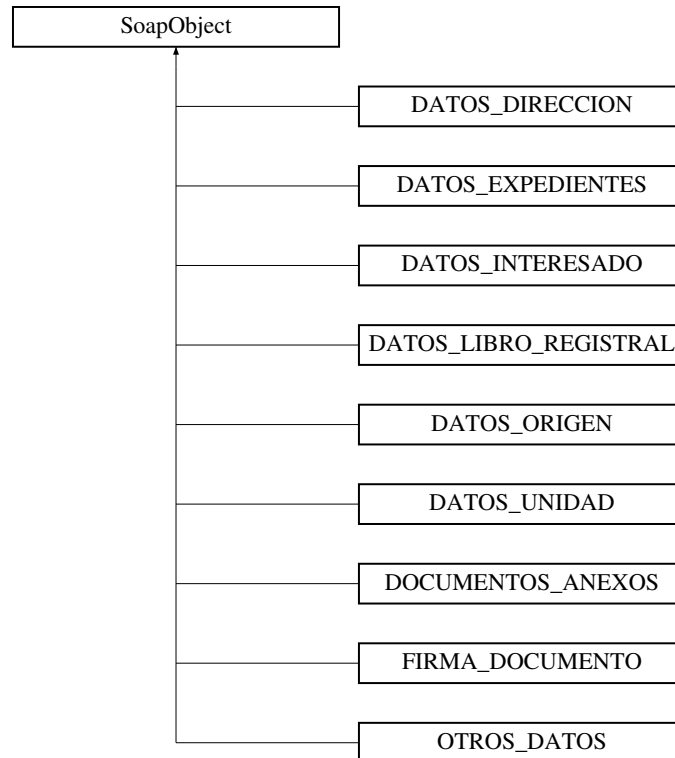 SoapObject
DATOS_DIRECCION
DATOS_EXPEDIENTES
DATOS_INTERESADO
DATOS_LIBRO_REGISTRAL
DATOS_ORIGEN
DATOS_UNIDAD
DOCUMENTOS_ANEXOS
FIRMA_DOCUMENTO
OTROS_DATOS